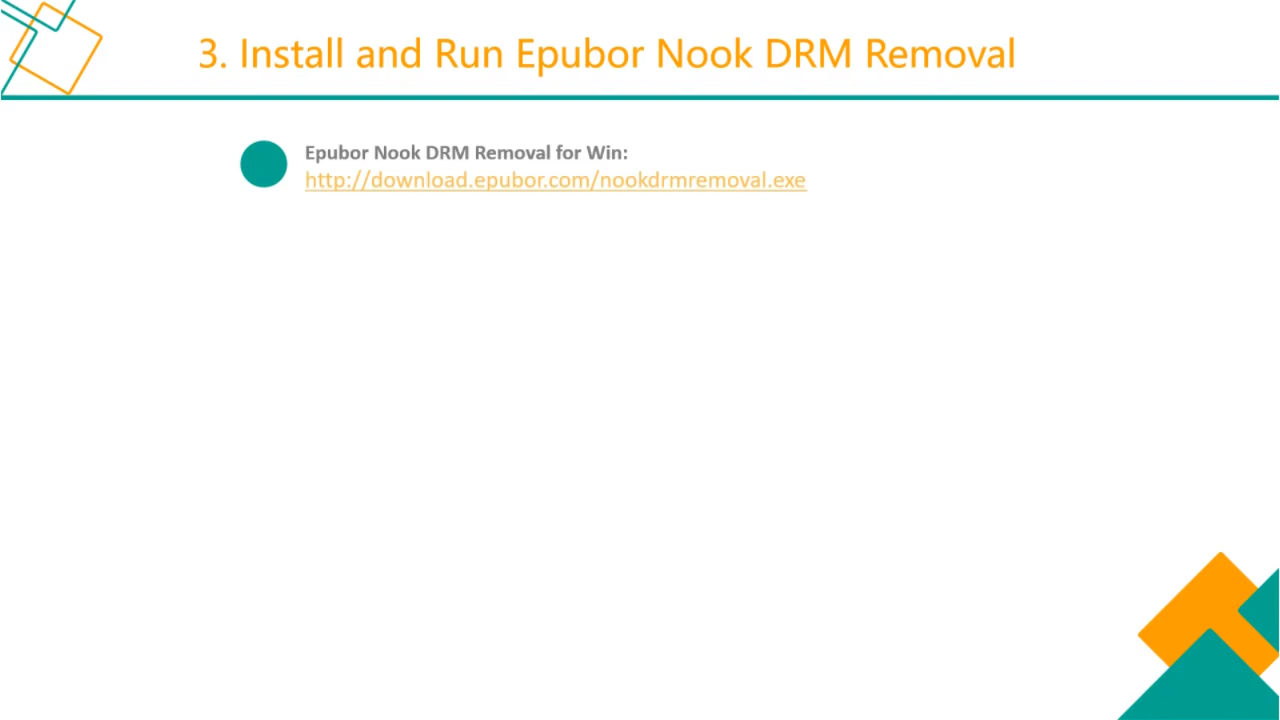 3. Install and Run Epubor Nook DRM Removal
Epubor Nook DRM Removal for Win:
http://download.epubor.com/nookdrmremoval.exe